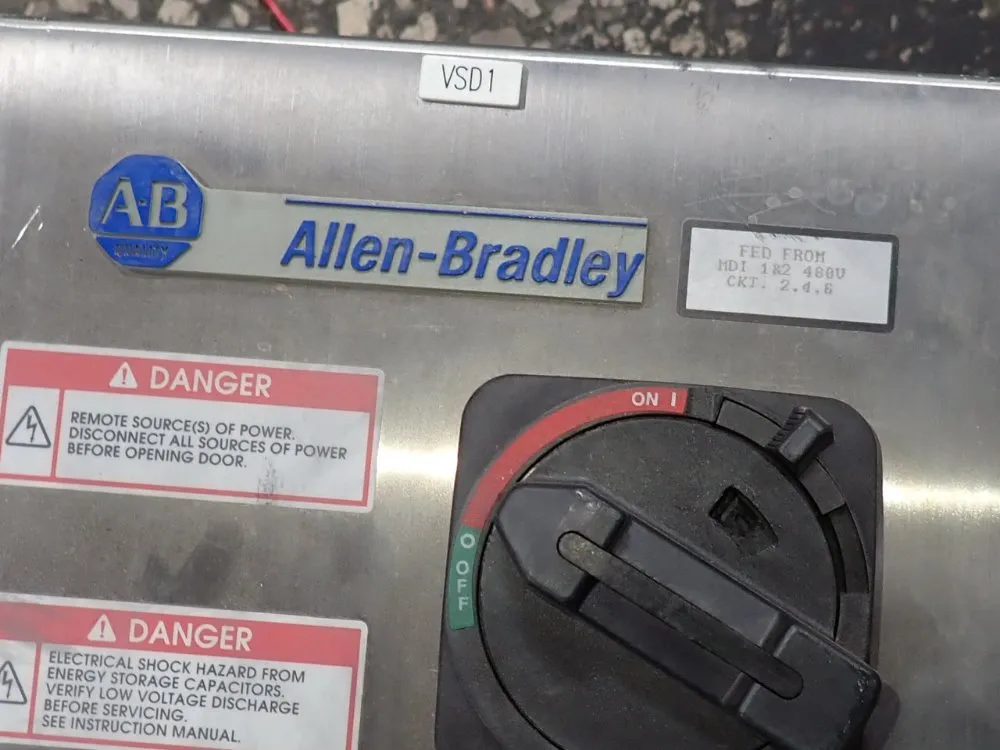 VSD1
A-B
QUALITY
Allen-Bradley
FED FROM
MDI 1&2 480V
CKT. 2.4.6
DANGER
REMOTE SOURCE(S) OF POWER.
DISCONNECT ALL SOURCES OF POWER
BEFORE OPENING DOOR.
ON I
O OFF
DANGER
ELECTRICAL SHOCK HAZARD FROM
ENERGY STORAGE CAPACITORS.
VERIFY LOW VOLTAGE DISCHARGE
BEFORE SERVICING.
SEE INSTRUCTION MANUAL.